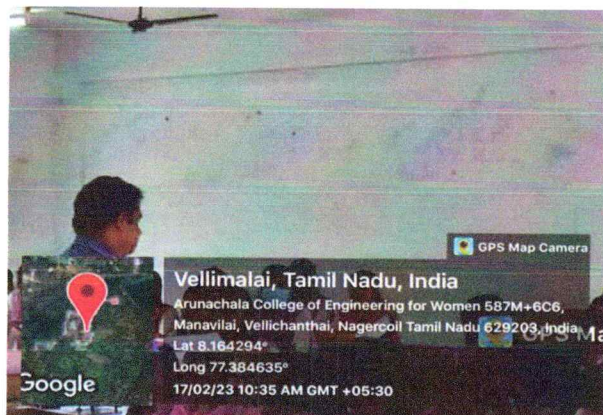 GPS Map Camera
Vellimalai, Tamil Nadu, India
Arunachala College of Engineering for Women 587M+6C6,
Manavilai, Vellichanthai, Nagercoil Tamil Nadu 629203, India
GPS Ma
Lat 8.164294°
Long 77.384635°
Google
17/02/23 10:35 AM GMT +05:30